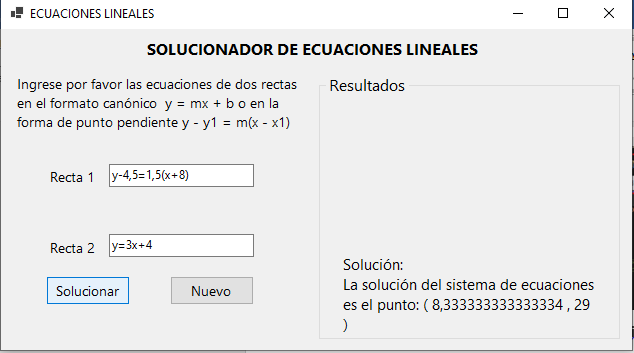 ECUACIONES LINEALES
SOLUCIONADOR DE ECUACIONES LINEALES
Ingrese por favor las ecuaciones de dos rectas
en el formato canónico y = mx + b o en la
forma de punto pendiente y - y1 = m(x - x1)
Recta 1
y-4,5=1,5(x+8)
Recta 2
y=3x+4
Solucionar
Nuevo
Resultados
Solución:
La solución del sistema de ecuaciones
es el punto: ( 8,333333333333334 , 29
)